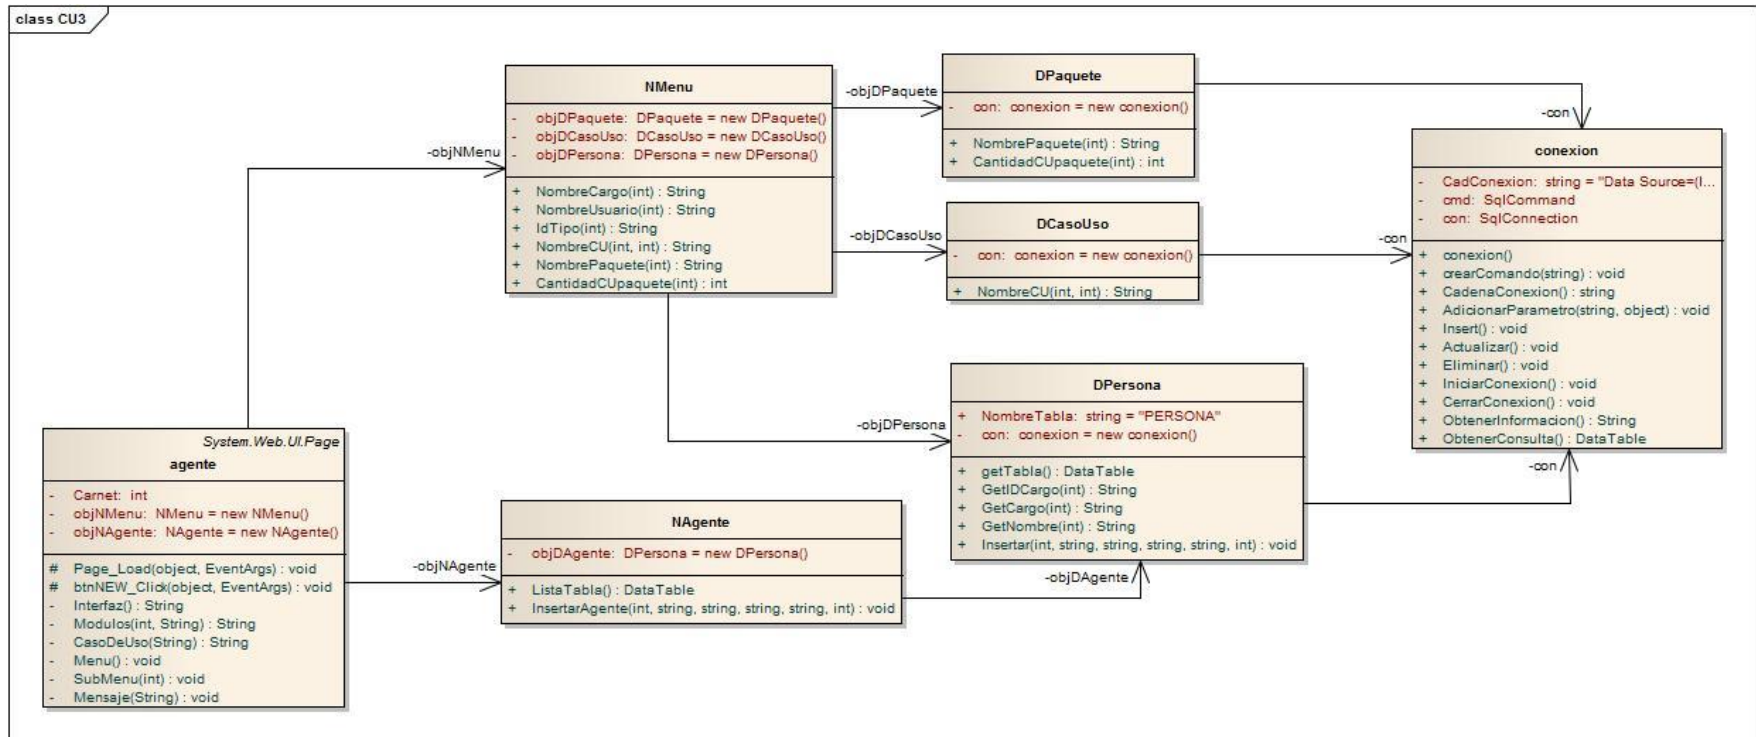 class CU3
NMenu
- objDPaquete: DPaquete = new DPaquete()
- objDCasoUso: DCasoUso = new DCasoUso()
- objDPersona: DPersona = new DPersona()
+ NombreCargo(int) : String
+ NombreUsuario(int) : String
+ IdTipo(int) : String
+ NombreCU(int, int) : String
+ NombrePaquete(int) : String
+ CantidadCUpaquete(int) : int
-objNMenu
-objDPaquete
-objDCasoUso
-objDPersona
DPaquete
- con: conexion = new conexion()
+ NombrePaquete(int) : String
+ CantidadCUpaquete(int) : int
-con
DCasoUso
- con: conexion = new conexion()
+ NombreCU(int, int) : String
-con
conexion
- CadConexion: string = "Data Source=(l...
- cmd: SqlCommand
- con: SqlConnection
+ conexion()
+ crearComando(string) : void
+ CadenaConexion() : string
+ AdicionarParametro(string, object) : void
+ Insert() : void
+ Actualizar() : void
+ Eliminar() : void
+ IniciarConexion() : void
+ CerrarConexion() : void
+ ObtenerInformacion() : String
+ ObtenerConsulta() : DataTable
-con
DPersona
+ NombreTabla: string = "PERSONA"
- con: conexion = new conexion()
+ getTabla() : DataTable
+ GetIDCargo(int) : String
+ GetCargo(int) : String
+ GetNombre(int) : String
+ Insertar(int, string, string, string, string, int) : void
-objDAgente
System.Web.UI.Page
agente
- Carnet: int
- objNMenu: NMenu = new NMenu()
- objNAgente: NAgente = new NAgente()
# Page_Load(object, EventArgs) : void
# btnNEW_Click(object, EventArgs) : void
- Interfaz() : String
- Modulos(int, String) : String
- CasoDeUso(String) : String
- Menu() : void
- SubMenu(int) : void
- Mensaje(String) : void
-objNAgente
NAgente
- objDAgente: DPersona = new DPersona()
+ ListaTabla() : DataTable
+ InsertarAgente(int, string, string, string, string, int) : void